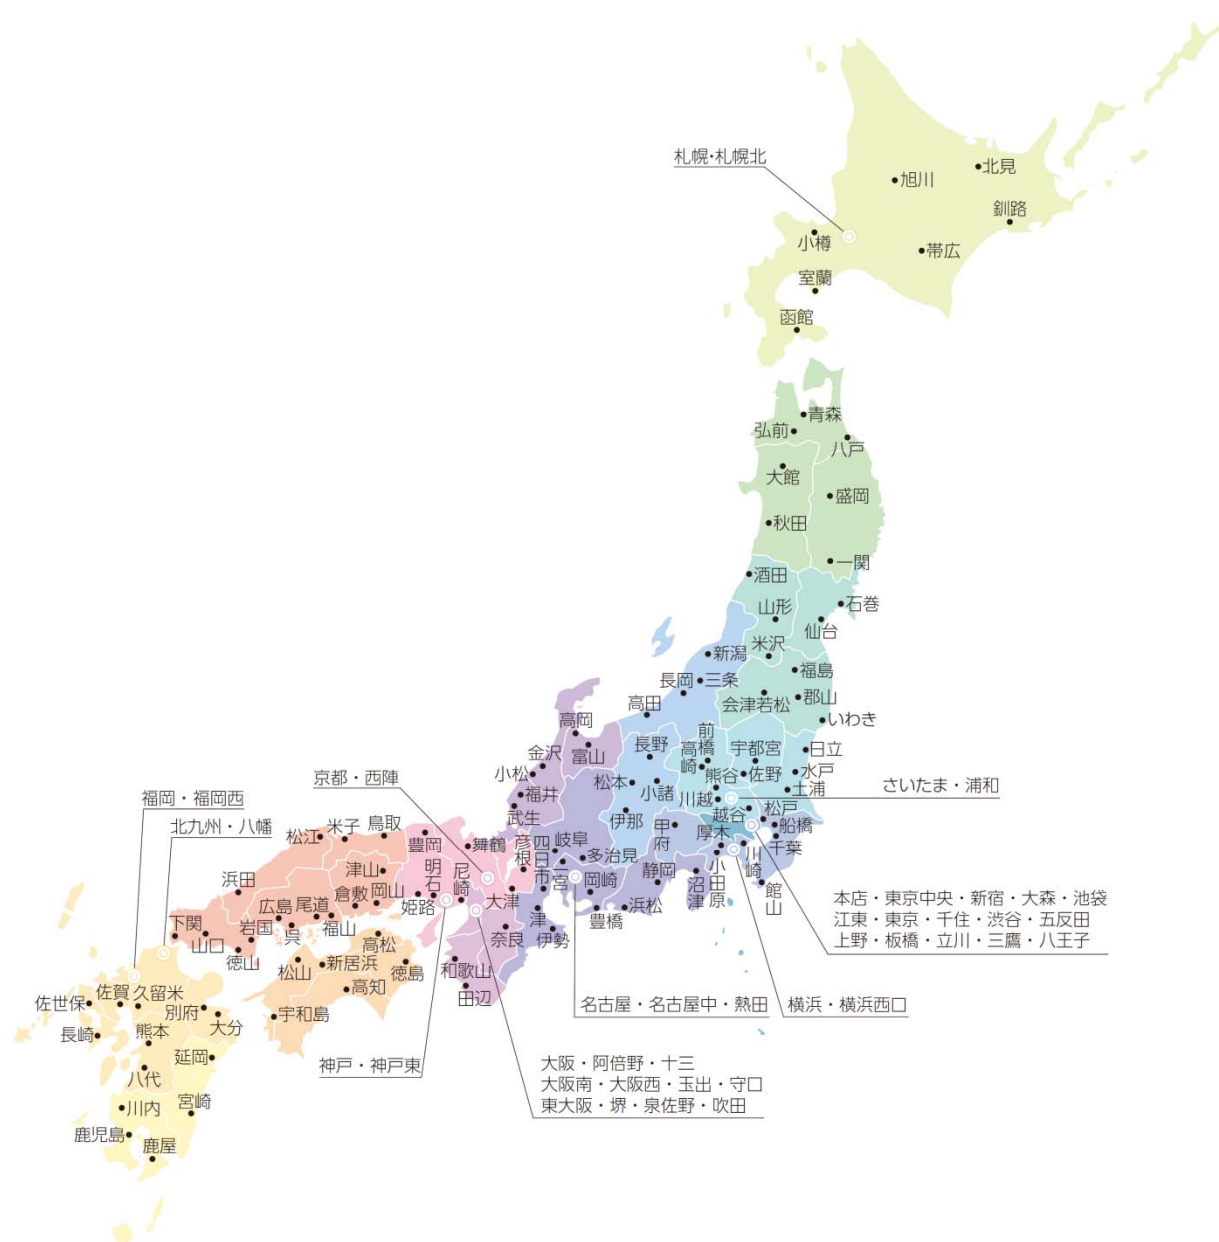 札幌・札幌北
北見
旭川
釧路
小樽
帯広
室蘭
函館
青森
弘前
八戸
大館
盛岡
秋田
一関
酒田
石巻
山形
仙台
米沢
新潟
福島
三条
長岡
会津若松
郡山
高田
いわき
高岡
前橋
長野
宇都宮
日立
富山
金沢
高崎
小松
熊谷
佐野
水戸
京都・西陣
松本
小諸
土浦
さいたま・浦和
福井
川越
福岡・福岡西
武生
伊那
越谷
松戸
甲府
船橋
北九州・八幡
鳥取
米子
松江
豊岡
舞鶴
彦根
四日市
岐阜
一宮
多治見
厚木
千葉
川崎
小田原
館山
津山
明石
尼崎
岡崎
静岡
沼津
浜田
倉敷
岡山
姫路
大津
津
豊橋
浜松
本店・東京中央・新宿・大森・池袋
江東・東京・千住・渋谷・五反田
上野・板橋・立川・三鷹・八王子
広島
尾道
下関
山口
岩国
呉
福山
徳山
奈良
伊勢
高松
松山
新居浜
徳島
和歌山
高知
田辺
佐世保
佐賀
久留米
別府
大分
宇和島
名古屋・名古屋中・熱田
横浜・横浜西口
長崎
熊本
延岡
神戸・神戸東
大阪・阿倍野・十三
大阪南・大阪西・玉出・守口
東大阪・堺・泉佐野・吹田
八代
川内
宮崎
鹿児島
鹿屋